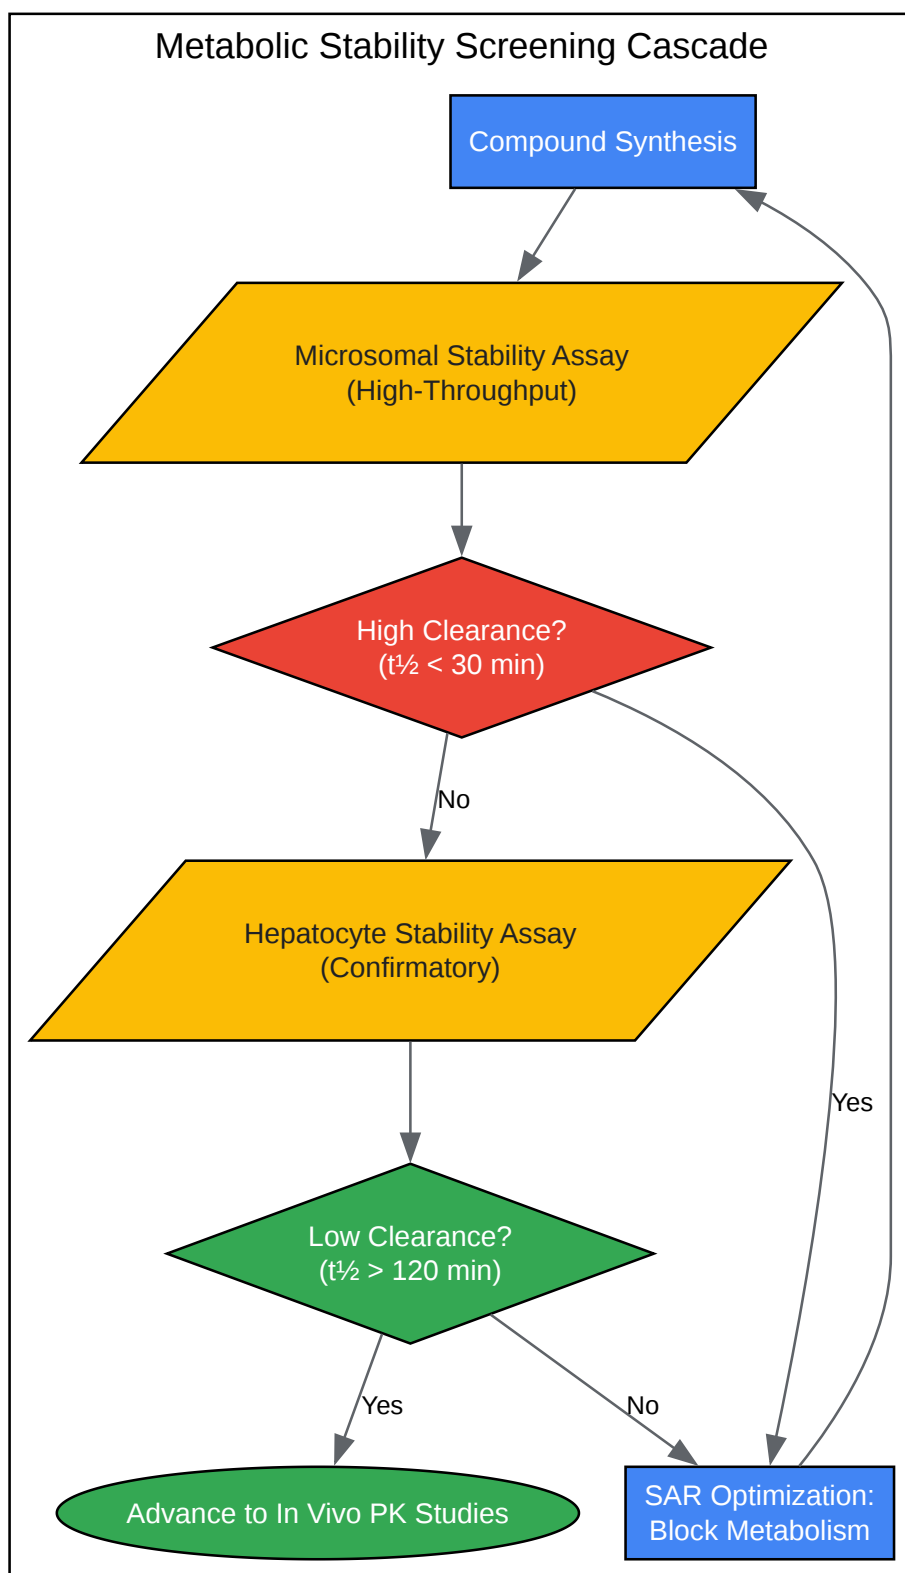 Metabolic Stability Screening Cascade
Compound Synthesis
Microsomal Stability Assay
(High-Throughput)
High Clearance?
(t½ < 30 min)
No
Hepatocyte Stability Assay
(Confirmatory)
Yes
Low Clearance?
(t½ > 120 min)
Yes
No
Advance to In Vivo PK Studies
SAR Optimization:
Block Metabolism